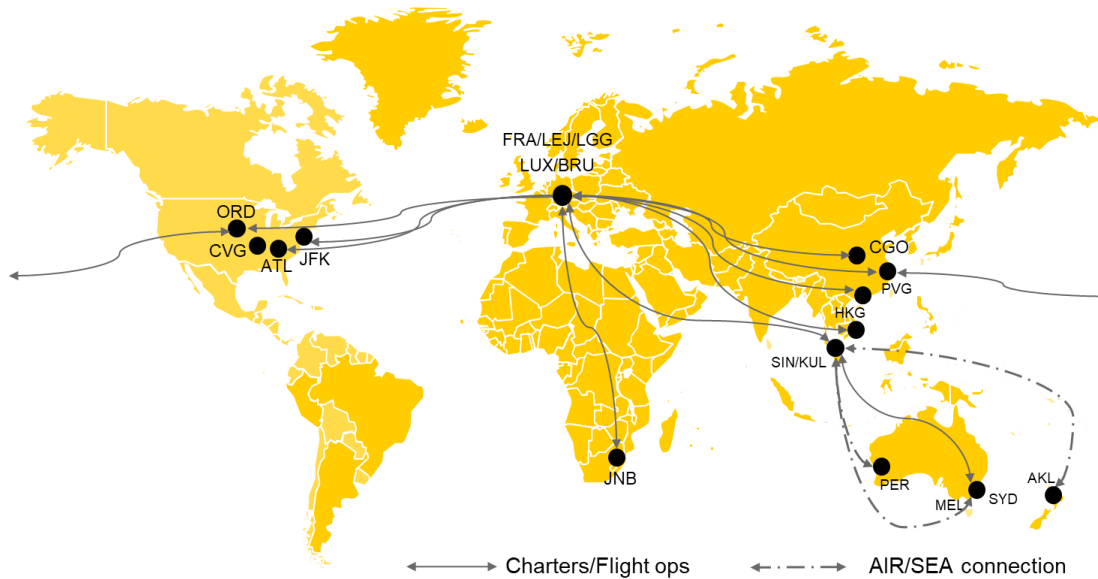 FRA/LEJ/LGG
LUX/BRU
ORD
CVG
ATL
JFK
CGO
PVG
HKG
SIN/KUL
JNB
PER
MEL
SYD
AKL
Charters/Flight ops
AIR/SEA connection